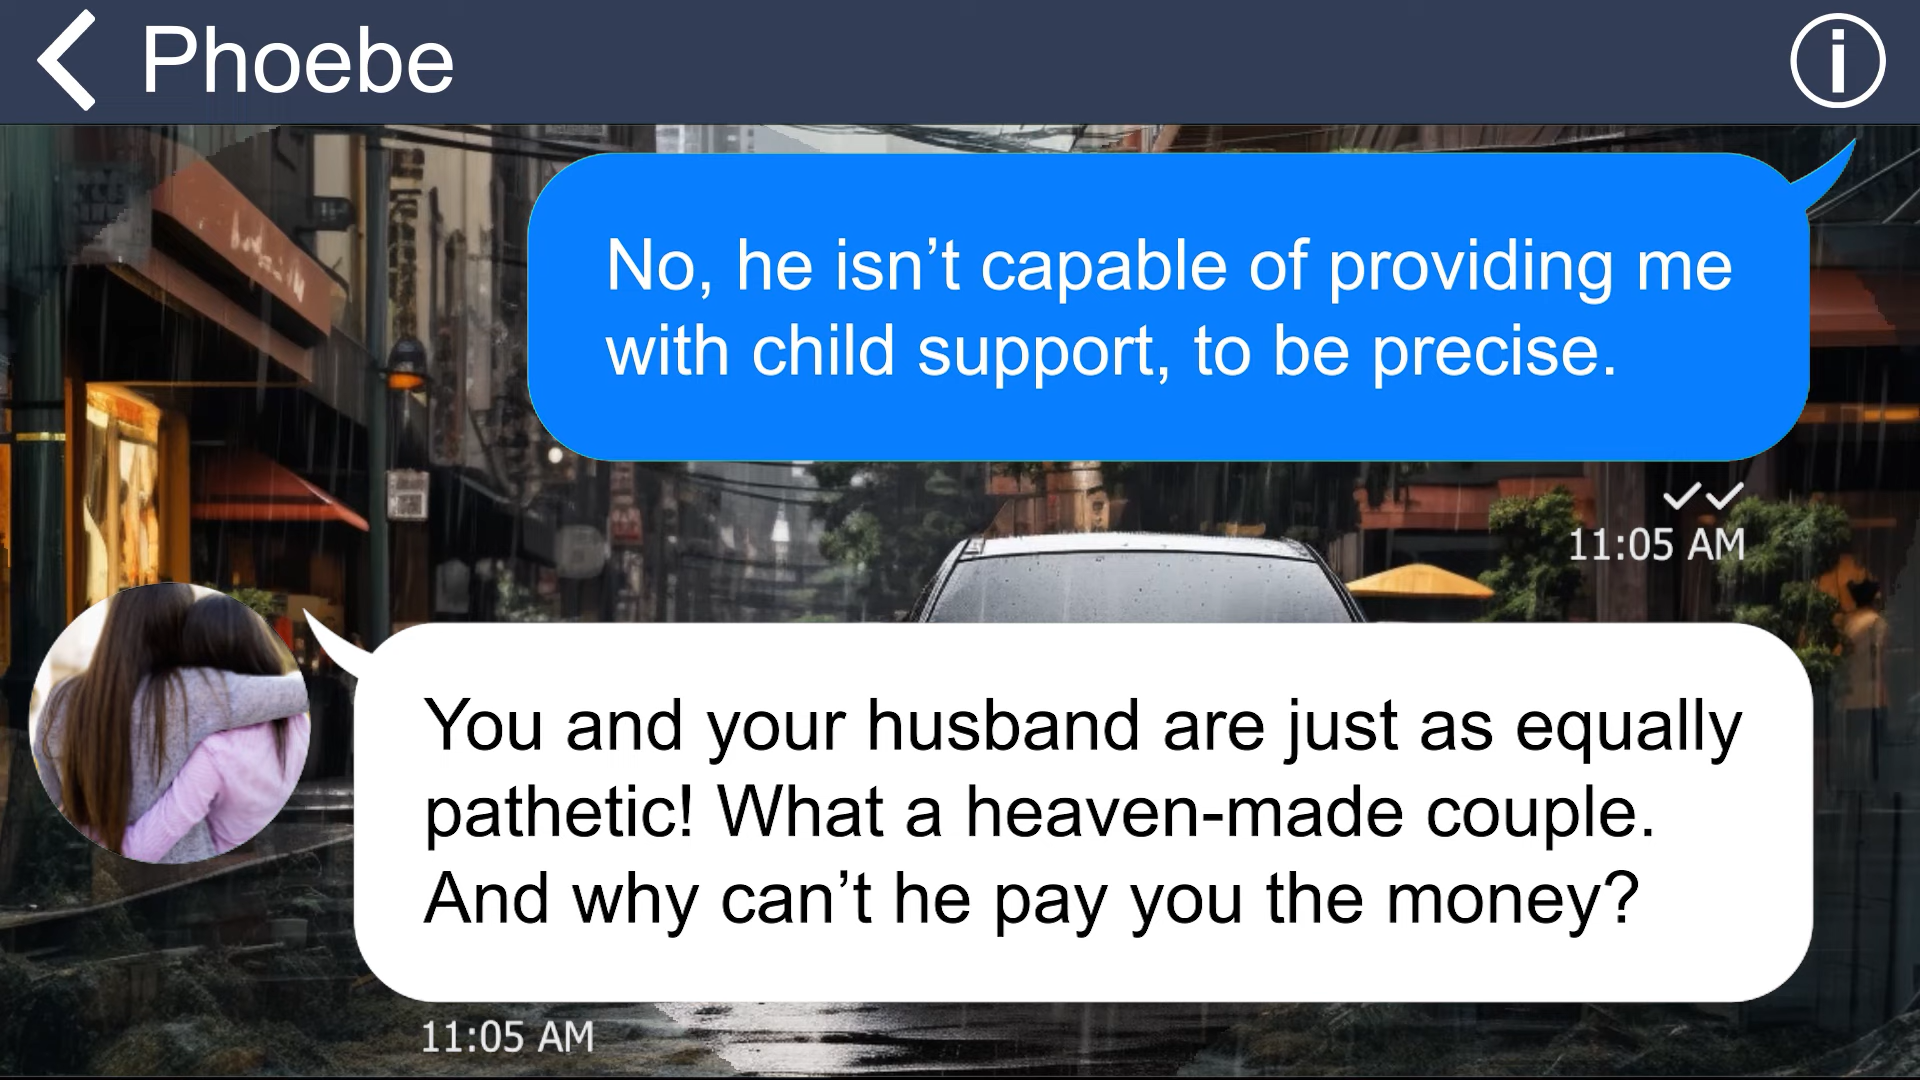 Phoebe
No, he isn’t capable of providing me
with child support, to be precise.
11:05 AM
You and your husband are just as equally
pathetic! What a heaven-made couple.
And why can’t he pay you the money?
11:05 AM